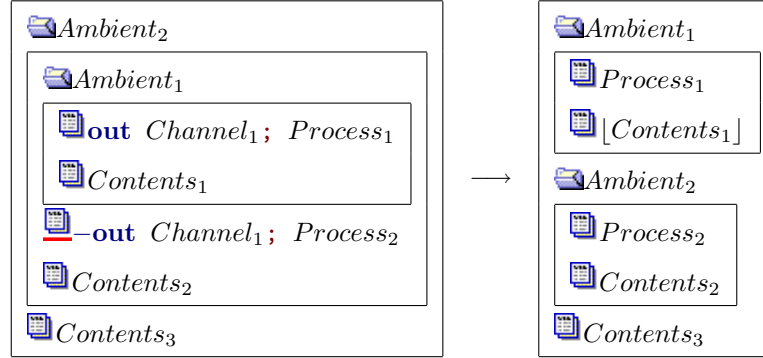 Ambient₂
Ambient₁
out Channel₁; Process₁
Contents₁
−out Channel₁; Process₂
Contents₂
Contents₃
⟶
Ambient₁
Process₁
⌊Contents₁⌋
Ambient₂
Process₂
Contents₂
Contents₃